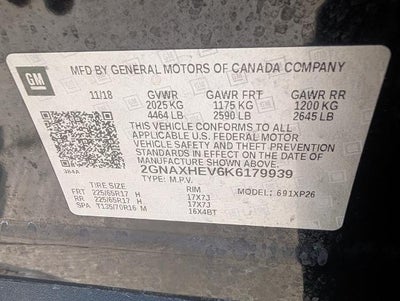 GM
MFD BY GENERAL MOTORS OF CANADA COMPANY
11/18 GVWR GAWR FRT GAWR RR
2025 KG 1175 KG 1200 KG
4464 LB 2590 LB 2645 LB
THIS VEHICLE CONFORMS TO ALL APPLICABLE
U.S. FEDERAL MOTOR
VEHICLE SAFETY AND THEFT
PREVENTION STANDARDS IN EFFECT ON THE DATE OF
MANUFACTURE SHOWN ABOVE.
384A 2GNAXHEV6K6179939
TYPE: M.P.V. MODEL: 691XP26
TIRE SIZE RIM
FRT 225/65R17 H 17X7J
RR 225/65R17 H 17X7J
SPA T135/70R16 M 16X4BT